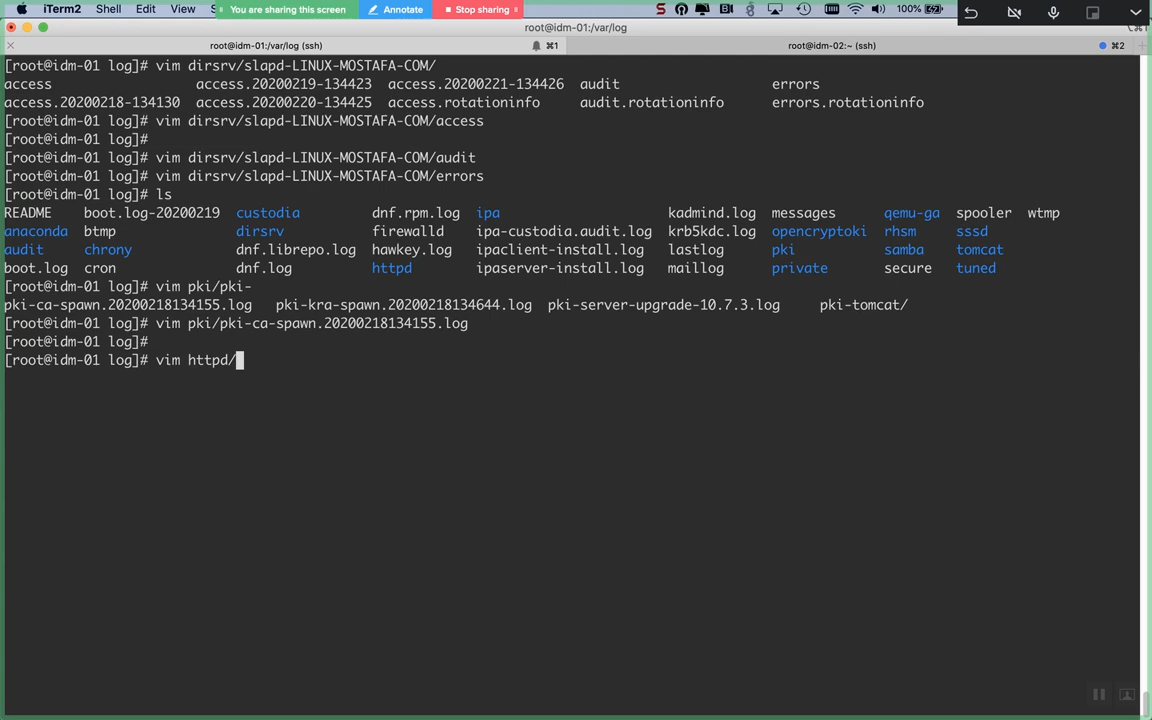 iTerm2 Shell Edit View S You are sharing this screen Annotate Stop sharing 100%
root@idm-01:/var/log
root@idm-01:/var/log (ssh) ⌘1 root@idm-02:~ (ssh) ⌘2
[root@idm-01 log]# vim dirsrv/slapd-LINUX-MOSTAFA-COM/
access access.20200219-134423 access.20200221-134426 audit errors
access.20200218-134130 access.20200220-134425 access.rotationinfo audit.rotationinfo errors.rotationinfo
[root@idm-01 log]# vim dirsrv/slapd-LINUX-MOSTAFA-COM/access
[root@idm-01 log]#
[root@idm-01 log]# vim dirsrv/slapd-LINUX-MOSTAFA-COM/audit
[root@idm-01 log]# vim dirsrv/slapd-LINUX-MOSTAFA-COM/errors
[root@idm-01 log]# ls
README boot.log-20200219 custodia dnf.rpm.log ipa kadmind.log messages qemu-ga spooler wtmp
anaconda btmp dirsrv firewalld ipa-custodia.audit.log krb5kdc.log opencryptoki rhsm sssd
audit chrony dnf.librepo.log hawkey.log ipaclient-install.log lastlog pki samba tomcat
boot.log cron dnf.log httpd ipaserver-install.log maillog private secure tuned
[root@idm-01 log]# vim pki/pki-
pki-ca-spawn.20200218134155.log pki-kra-spawn.20200218134644.log pki-server-upgrade-10.7.3.log pki-tomcat/
[root@idm-01 log]# vim pki/pki-ca-spawn.20200218134155.log
[root@idm-01 log]#
[root@idm-01 log]# vim httpd/